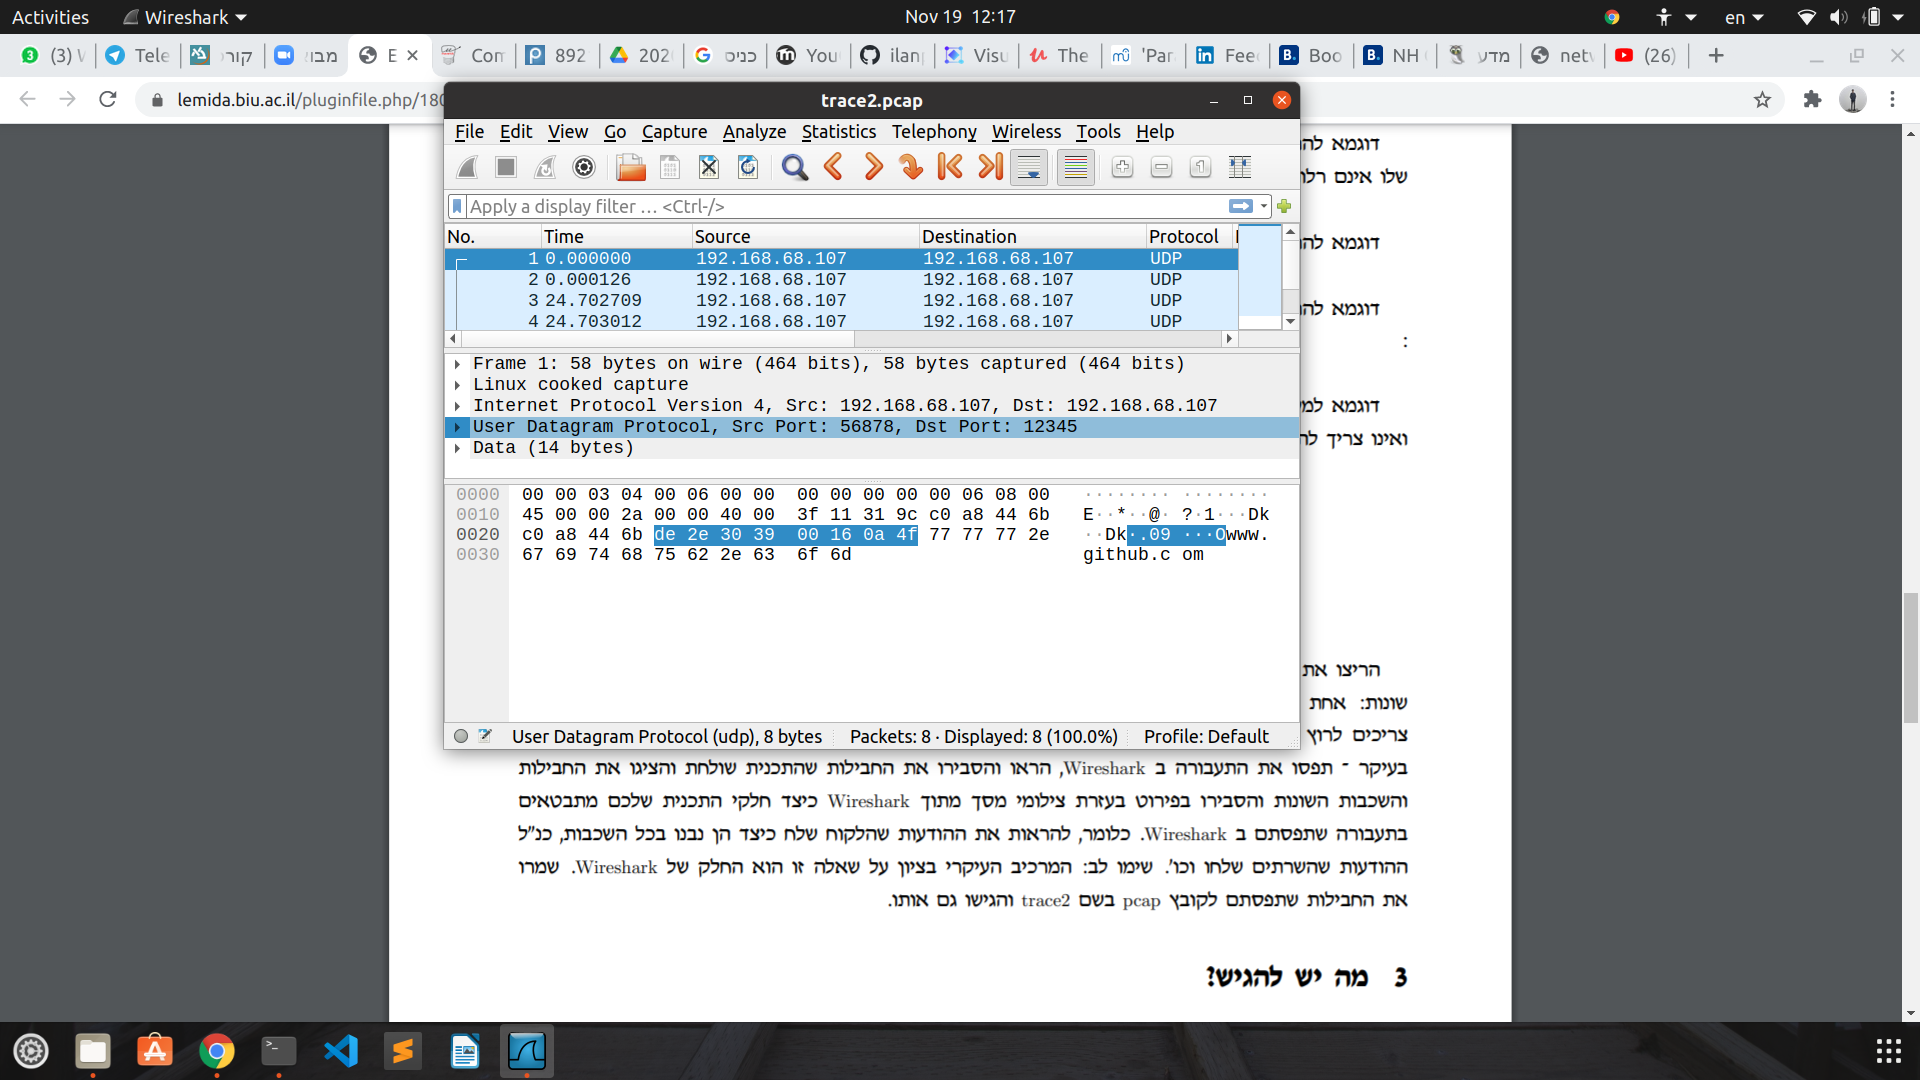 Activities
Wireshark
Nov 19 12:17
en
(3)
Tele
קור
מבו
E
Com
892
202
כניס
You
ilan
Visu
The
'Par
Fee
Boo
NH
מדע
netv
(26)
lemida.biu.ac.il/pluginfile.php/180
trace2.pcap
File Edit View Go Capture Analyze Statistics Telephony Wireless Tools Help
Apply a display filter … <Ctrl-/>
No. Time Source Destination Protocol
1 0.000000 192.168.68.107 192.168.68.107 UDP
2 0.000126 192.168.68.107 192.168.68.107 UDP
3 24.702709 192.168.68.107 192.168.68.107 UDP
4 24.703012 192.168.68.107 192.168.68.107 UDP
Frame 1: 58 bytes on wire (464 bits), 58 bytes captured (464 bits)
Linux cooked capture
Internet Protocol Version 4, Src: 192.168.68.107, Dst: 192.168.68.107
User Datagram Protocol, Src Port: 56878, Dst Port: 12345
Data (14 bytes)
0000 00 00 03 04 00 06 00 00 00 00 00 00 00 06 08 00 ········ ········
0010 45 00 00 2a 00 00 40 00 3f 11 31 9c c0 a8 44 6b E··*··@· ?·1···Dk
0020 c0 a8 44 6b de 2e 30 39 00 16 0a 4f 77 77 77 2e ··Dk·.09 ···Owww.
0030 67 69 74 68 75 62 2e 63 6f 6d github.c om
User Datagram Protocol (udp), 8 bytes
Packets: 8 · Displayed: 8 (100.0%)
Profile: Default
דוגמא
שלו אינם
דוגמא
דוגמא
:
דוגמא
ואינו צריך
הריצו את
שונות: אחת
צריכים לרוץ
בעיקר - תפסו את התעבורה ב Wireshark, הראו והסבירו את החבילות שהתכנית שולחת והציגו את החבילות
והשכבות השונות והסבירו בפירוט בעזרת צילומי מסך מתוך Wireshark כיצד חלקי התכנית שלכם מתבטאים
בתעבורה שתפסתם ב Wireshark. כלומר, להראות את ההודעות שהלקוח שלח כיצד הן נבנו בכל השכבות, כנ"ל
ההודעות שהשרתים שלחו וכו'. שימו לב: המרכיב העיקרי בציון על שאלה זו הוא החלק של Wireshark. שמרו
את החבילות שתפסתם לקובץ pcap בשם trace2 והגישו גם אותו.
3 מה יש להגיש?